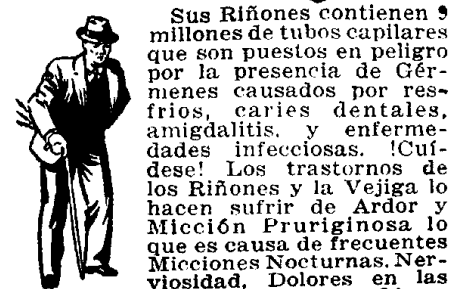 Sus Riñones contienen 9
millones de tubos capilares
que son puestos en peligro
por la presencia de Gér-
menes causados por res-
frios, caries dentales,
amigdalitis. y enferme-
dades infecciosas. !Cuí-
dese! Los trastornos de
los Riñones y la Vejiga lo
hacen sufrir de Ardor y
Micción Pruriginosa lo
que es causa de frecuentes
Micciones Nocturnas. Ner-
viosidad, Dolores en las